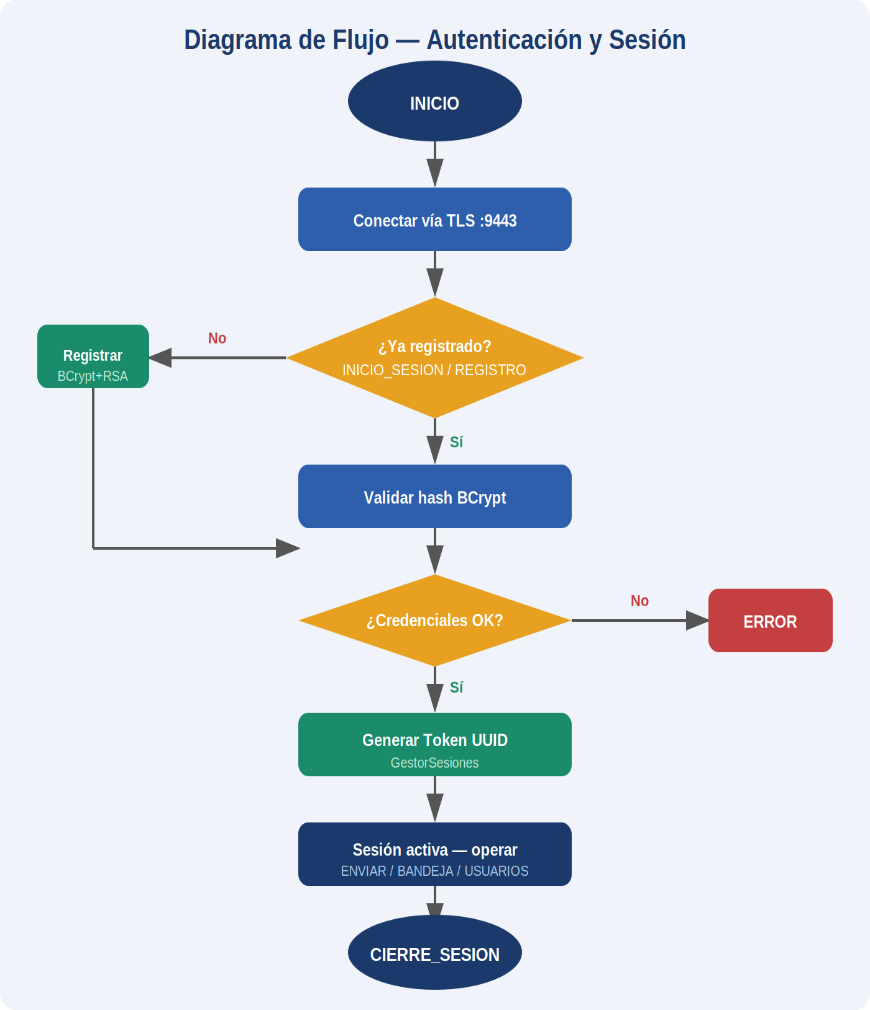 Diagrama de Flujo — Autenticación y Sesión
INICIO
Conectar vía TLS :9443
¿Ya registrado?
INICIO_SESION / REGISTRO
No
Registrar
BCrypt+RSA
Sí
Validar hash BCrypt
¿Credenciales OK?
No
ERROR
Sí
Generar Token UUID
GestorSesiones
Sesión activa — operar
ENVIAR / BANDEJA / USUARIOS
CIERRE_SESION